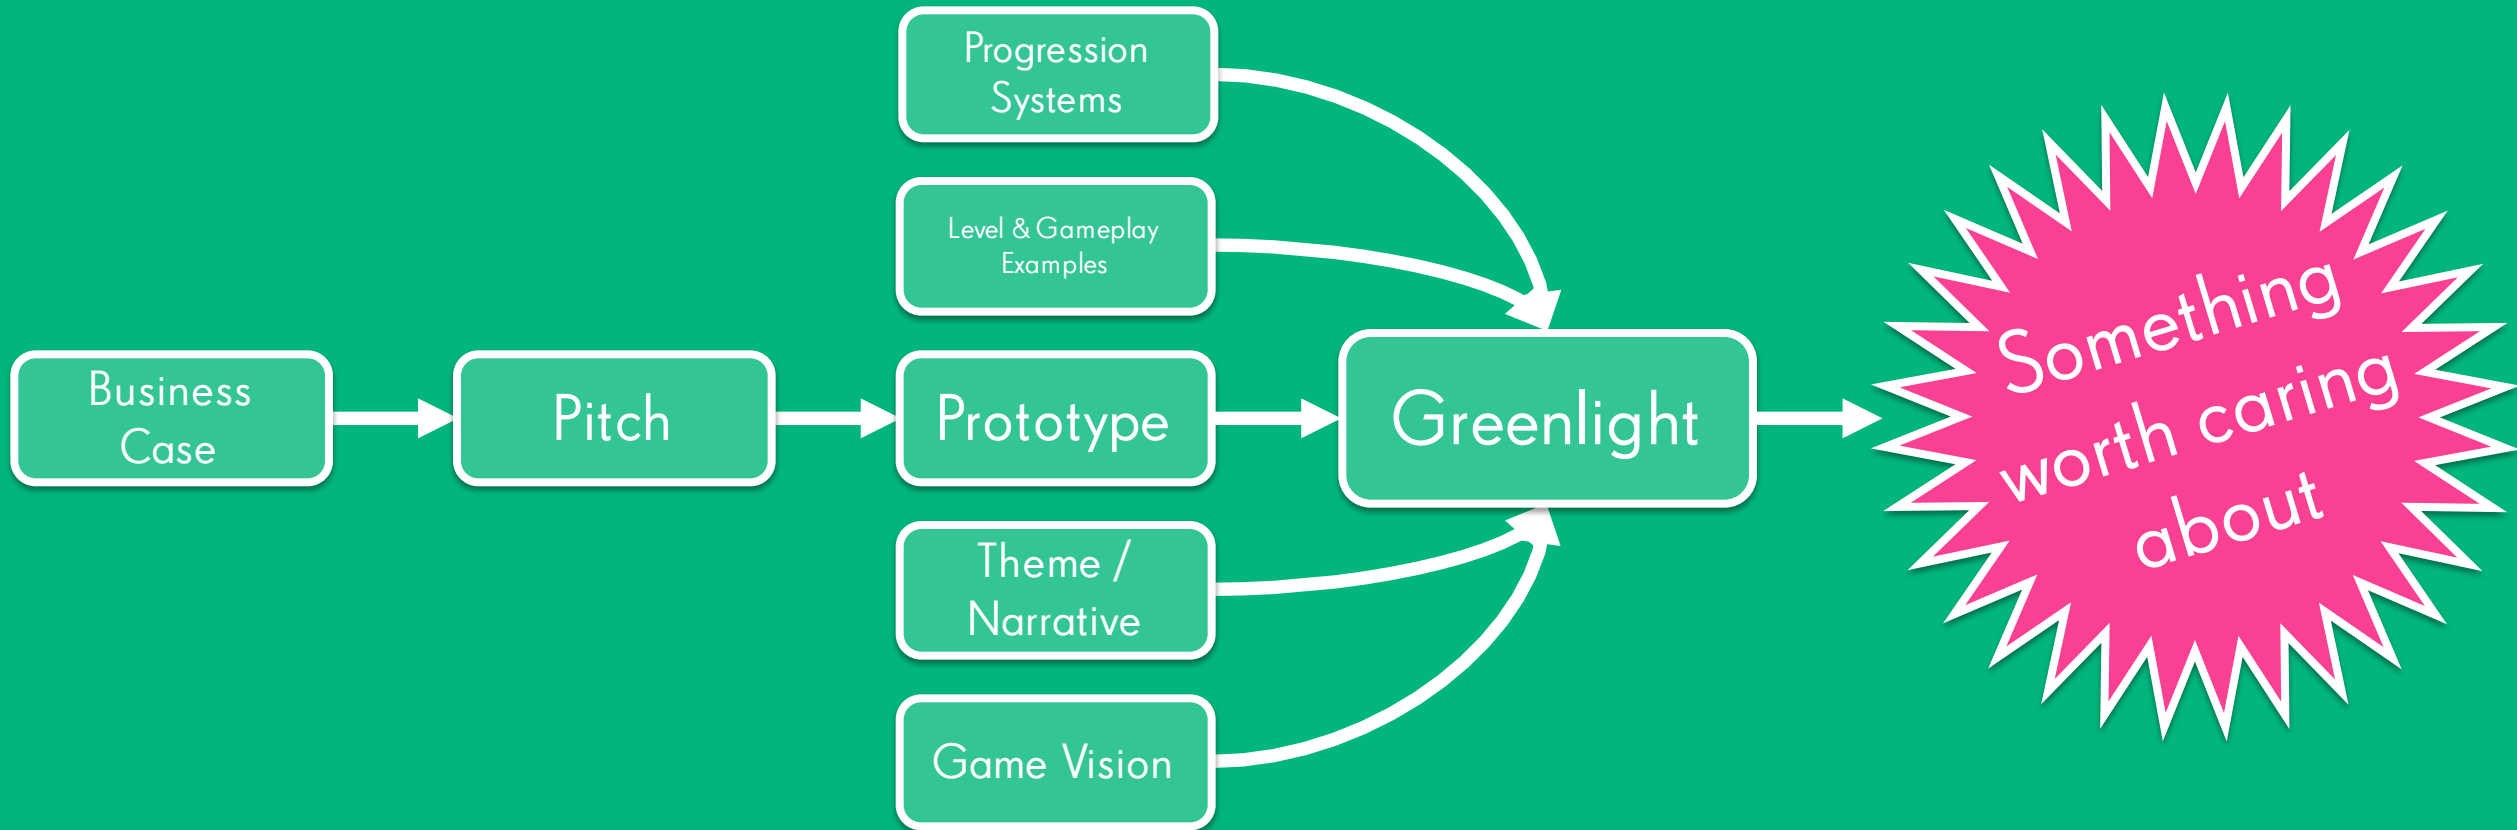 Progression
Systems
Level & Gameplay
Examples
Business
Case
Pitch
Prototype
Greenlight
Something
worth caring
about
Theme /
Narrative
Game Vision